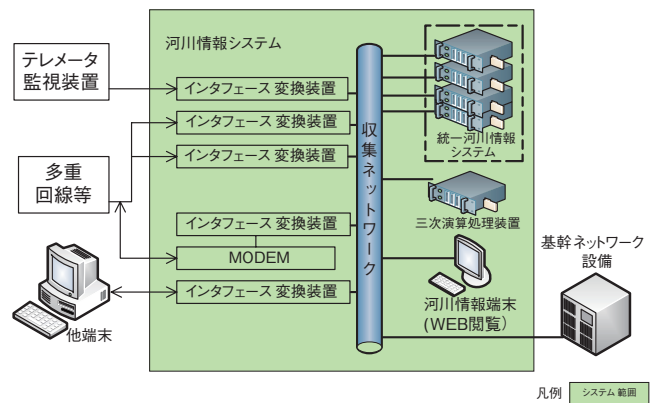 河川情報システム
テレメータ
監視装置
インタフェース 変換装置
インタフェース 変換装置
インタフェース 変換装置
多重
回線等
インタフェース 変換装置
MODEM
インタフェース 変換装置
他端末
収集ネットワーク
統一河川情報
システム
三次演算処理装置
河川情報端末
(WEB閲覧)
基幹ネットワーク
設備
凡例
システム 範囲